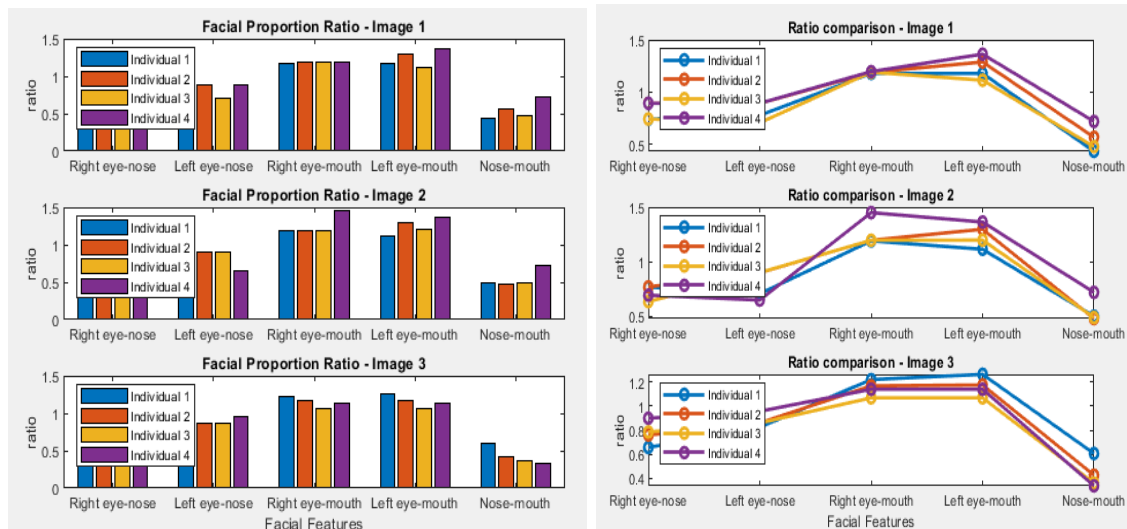 Facial Proportion Ratio - Image 1
1.5
1
0.5
0
ratio
Individual 1
Individual 2
Individual 3
Individual 4
Right eye-nose Left eye-nose Right eye-mouth Left eye-mouth Nose-mouth
Facial Proportion Ratio - Image 2
1.5
1
0.5
0
ratio
Individual 1
Individual 2
Individual 3
Individual 4
Right eye-nose Left eye-nose Right eye-mouth Left eye-mouth Nose-mouth
Facial Proportion Ratio - Image 3
1.5
1
0.5
0
ratio
Individual 1
Individual 2
Individual 3
Individual 4
Right eye-nose Left eye-nose Right eye-mouth Left eye-mouth Nose-mouth
Facial Features
Ratio comparison - Image 1
1.5
1
0.5
ratio
Individual 1
Individual 2
Individual 3
Individual 4
Right eye-nose Left eye-nose Right eye-mouth Left eye-mouth Nose-mouth
Ratio comparison - Image 2
1.5
1
0.5
ratio
Individual 1
Individual 2
Individual 3
Individual 4
Right eye-nose Left eye-nose Right eye-mouth Left eye-mouth Nose-mouth
Ratio comparison - Image 3
1.2
1
0.8
0.6
0.4
ratio
Individual 1
Individual 2
Individual 3
Individual 4
Right eye-nose Left eye-nose Right eye-mouth Left eye-mouth Nose-mouth
Facial Features